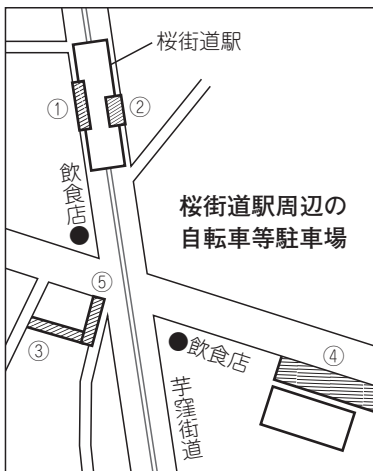 桜街道駅
①
②
飲食店
桜街道駅周辺の
自転車等駐車場
⑤
③
飲食店
④
芋窪街道